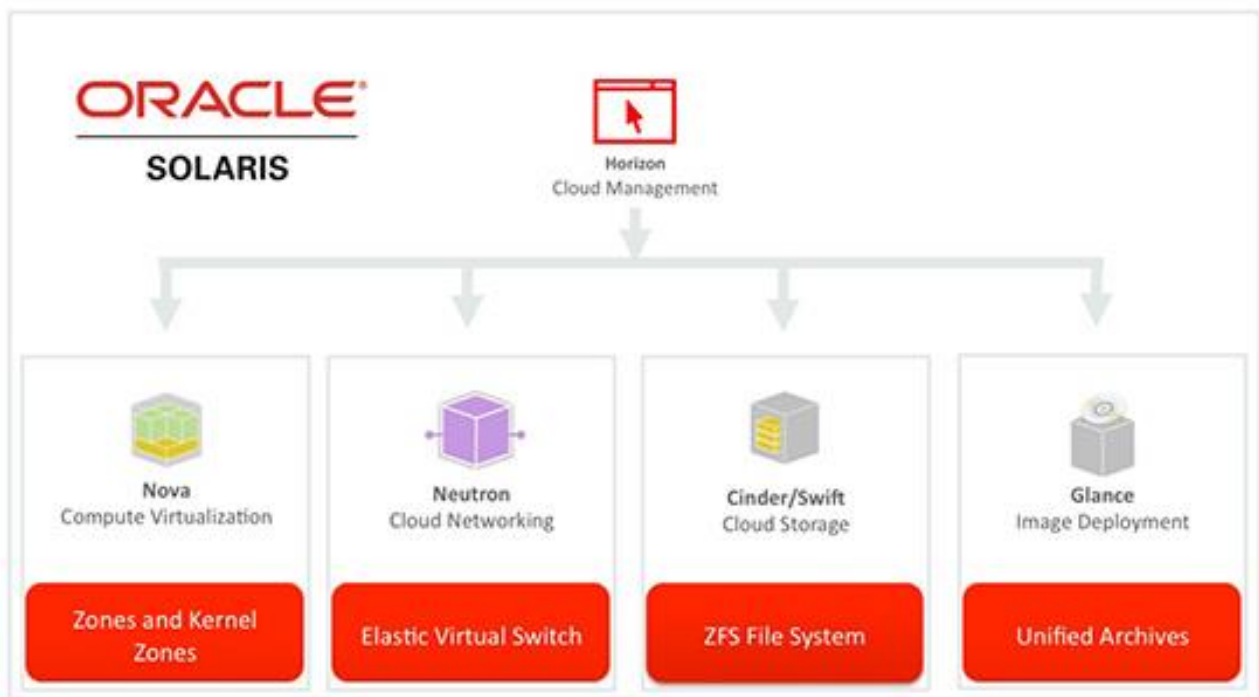 ORACLE®
SOLARIS
Horizon
Cloud Management
Nova
Compute Virtualization
Neutron
Cloud Networking
Cinder/Swift
Cloud Storage
Glance
Image Deployment
Zones and Kernel
Zones
Elastic Virtual Switch
ZFS File System
Unified Archives